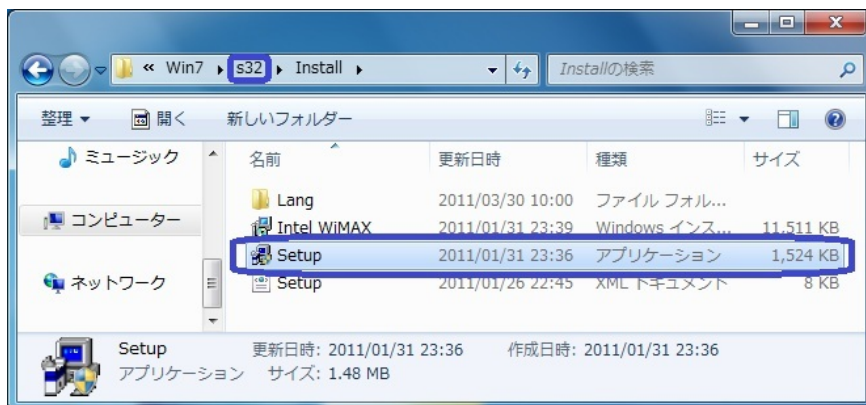 « Win7 ▸ s32 ▸ Install ▸ Installの検索
整理 ▼ 開く 新しいフォルダー
ミュージック
コンピューター
ネットワーク
名前 更新日時 種類 サイズ
Lang 2011/03/30 10:00 ファイル フォル...
Intel WiMAX 2011/01/31 23:39 Windows インス... 11,511 KB
Setup 2011/01/31 23:36 アプリケーション 1,524 KB
Setup 2011/01/26 22:45 XML ドキュメント 8 KB
Setup 更新日時: 2011/01/31 23:36 作成日時: 2011/01/31 23:36
アプリケーション サイズ: 1.48 MB